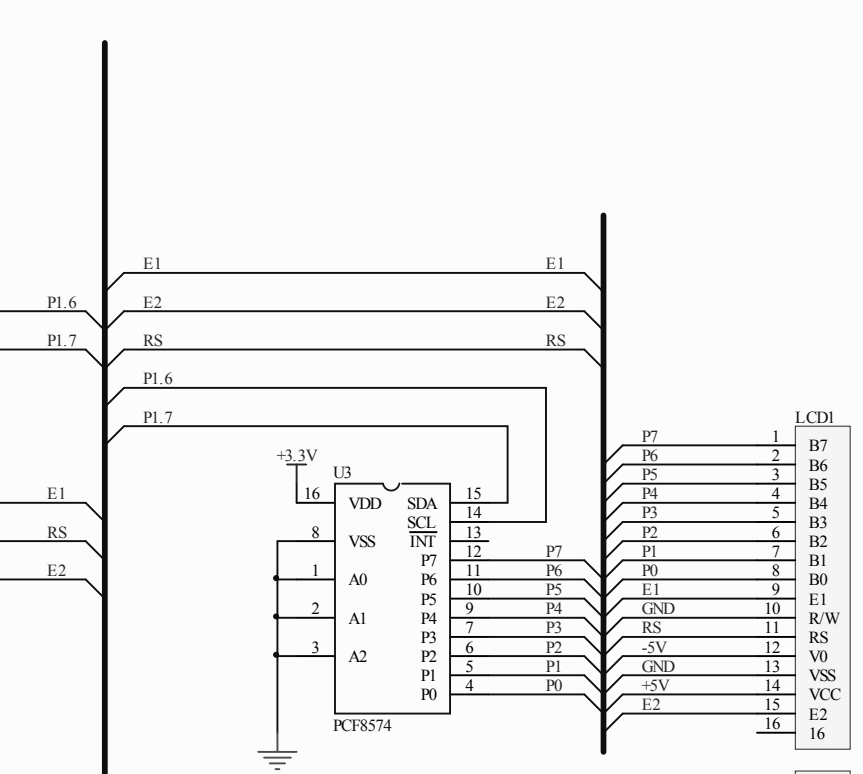 E1 E1
P1.6 E2 E2
P1.7 RS RS
P1.6
P1.7
LCD1
P7 1 B7
+3.3V P6 2 B6
U3 P5 3 B5
E1 16 VDD SDA 15 P4 4 B4
SCL 14 P3 5 B3
RS 8 VSS INT 13 P2 6 B2
P7 12 P7 P1 7 B1
E2 1 A0 P6 11 P6 P0 8 B0
P5 10 P5 E1 9 E1
2 A1 P4 9 P4 GND 10 R/W
P3 7 P3 RS 11 RS
3 A2 P2 6 P2 -5V 12 V0
P1 5 P1 GND 13 VSS
P0 4 P0 +5V 14 VCC
E2 15 E2
PCF8574 16 16